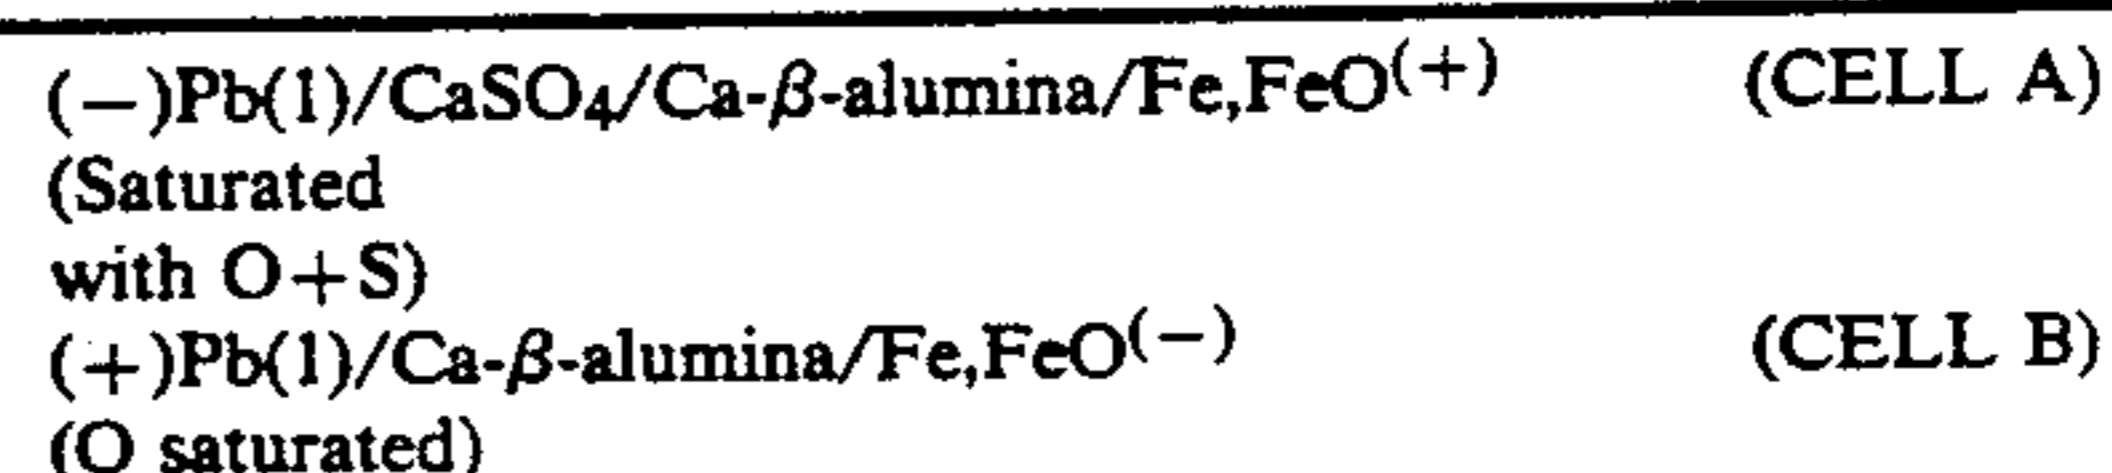 (−)Pb(l)/CaSO₄/Ca-β-alumina/Fe,FeO⁽⁺⁾ (CELL A)
(Saturated
with O+S)
(+)Pb(l)/Ca-β-alumina/Fe,FeO⁽⁻⁾ (CELL B)
(O saturated)